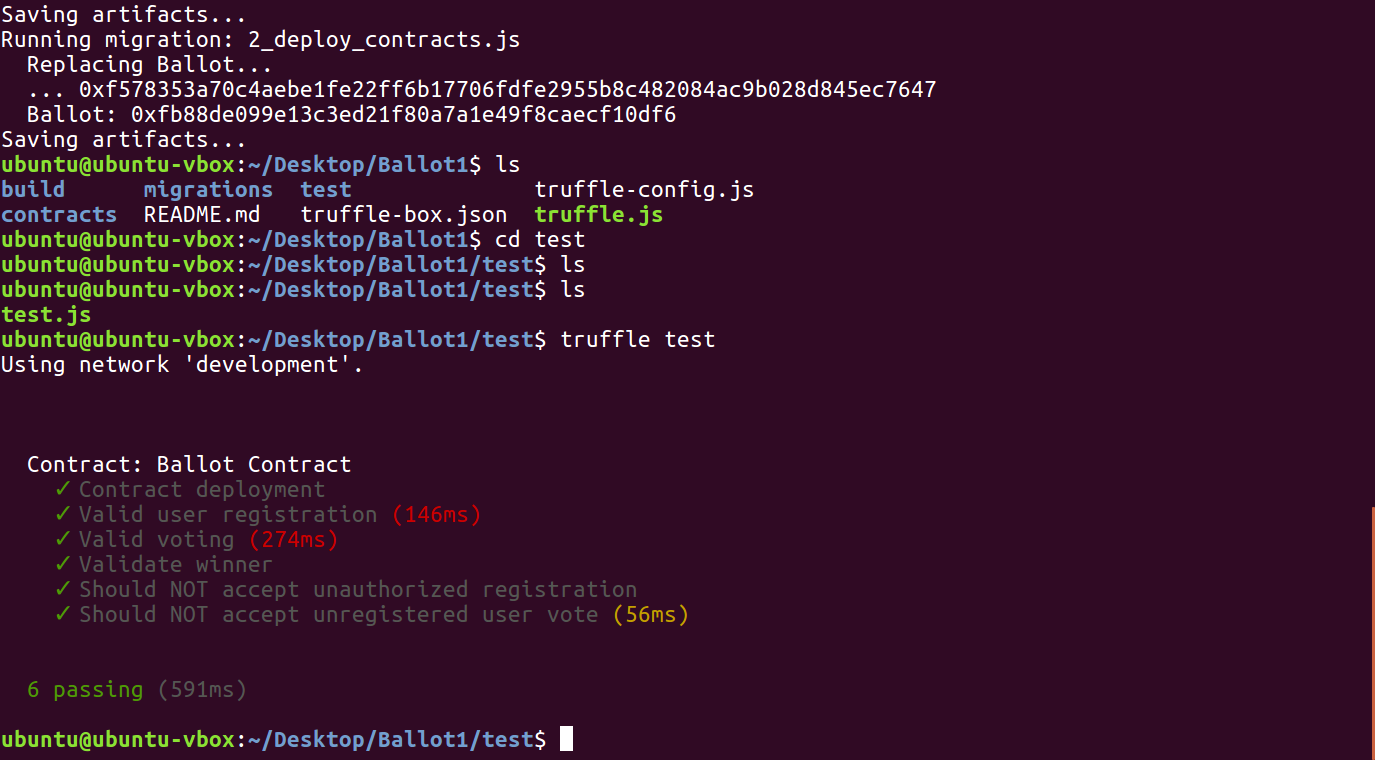 Saving artifacts...
Running migration: 2_deploy_contracts.js
  Replacing Ballot...
  ... 0xf578353a70c4aebe1fe22ff6b17706fdfe2955b8c482084ac9b028d845ec7647
  Ballot: 0xfb88de099e13c3ed21f80a7a1e49f8caecf10df6
Saving artifacts...
ubuntu@ubuntu-vbox:~/Desktop/Ballot1$ ls
build      migrations  test              truffle-config.js
contracts  README.md   truffle-box.json  truffle.js
ubuntu@ubuntu-vbox:~/Desktop/Ballot1$ cd test
ubuntu@ubuntu-vbox:~/Desktop/Ballot1/test$ ls
ubuntu@ubuntu-vbox:~/Desktop/Ballot1/test$ ls
test.js
ubuntu@ubuntu-vbox:~/Desktop/Ballot1/test$ truffle test
Using network 'development'.
  Contract: Ballot Contract
    ✓ Contract deployment
    ✓ Valid user registration (146ms)
    ✓ Valid voting (274ms)
    ✓ Validate winner
    ✓ Should NOT accept unauthorized registration
    ✓ Should NOT accept unregistered user vote (56ms)
  6 passing (591ms)
ubuntu@ubuntu-vbox:~/Desktop/Ballot1/test$